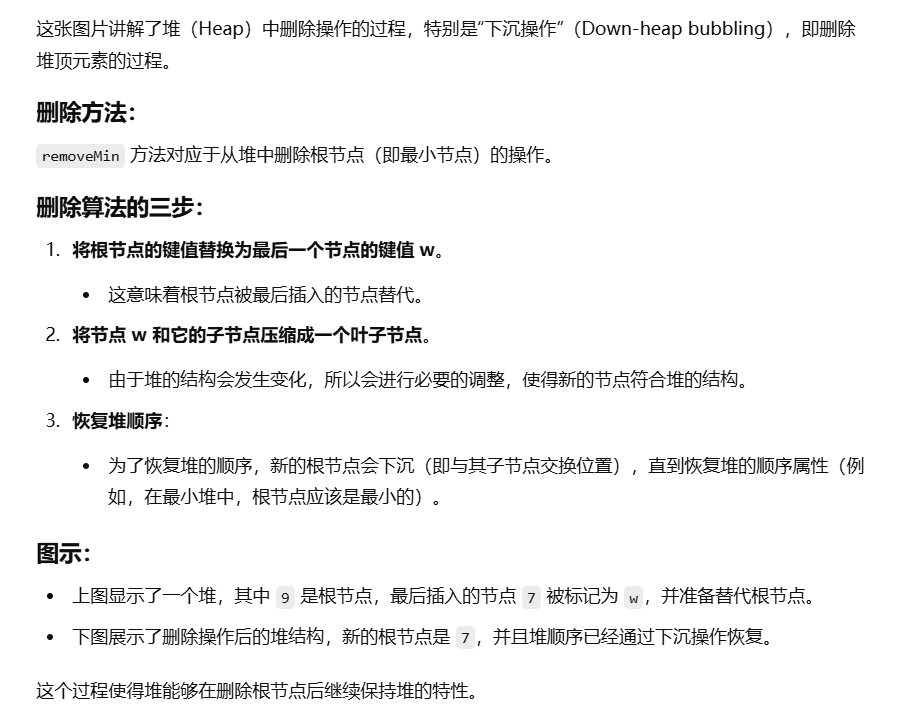 这张图片讲解了堆（Heap）中删除操作的过程，特别是“下沉操作”（Down-heap bubbling），即删除
堆顶元素的过程。
删除方法：
removeMin 方法对应于从堆中删除根节点（即最小节点）的操作。
删除算法的三步：
1. 将根节点的键值替换为最后一个节点的键值 w。
• 这意味着根节点被最后插入的节点替代。
2. 将节点 w 和它的子节点压缩成一个叶子节点。
• 由于堆的结构会发生变化，所以会进行必要的调整，使得新的节点符合堆的结构。
3. 恢复堆顺序：
• 为了恢复堆的顺序，新的根节点会下沉（即与其子节点交换位置），直到恢复堆的顺序属性（例
如，在最小堆中，根节点应该是最小的）。
图示：
• 上图显示了一个堆，其中 9 是根节点，最后插入的节点 7 被标记为 w，并准备替代根节点。
• 下图展示了删除操作后的堆结构，新的根节点是 7，并且堆顺序已经通过下沉操作恢复。
这个过程使得堆能够在删除根节点后继续保持堆的特性。